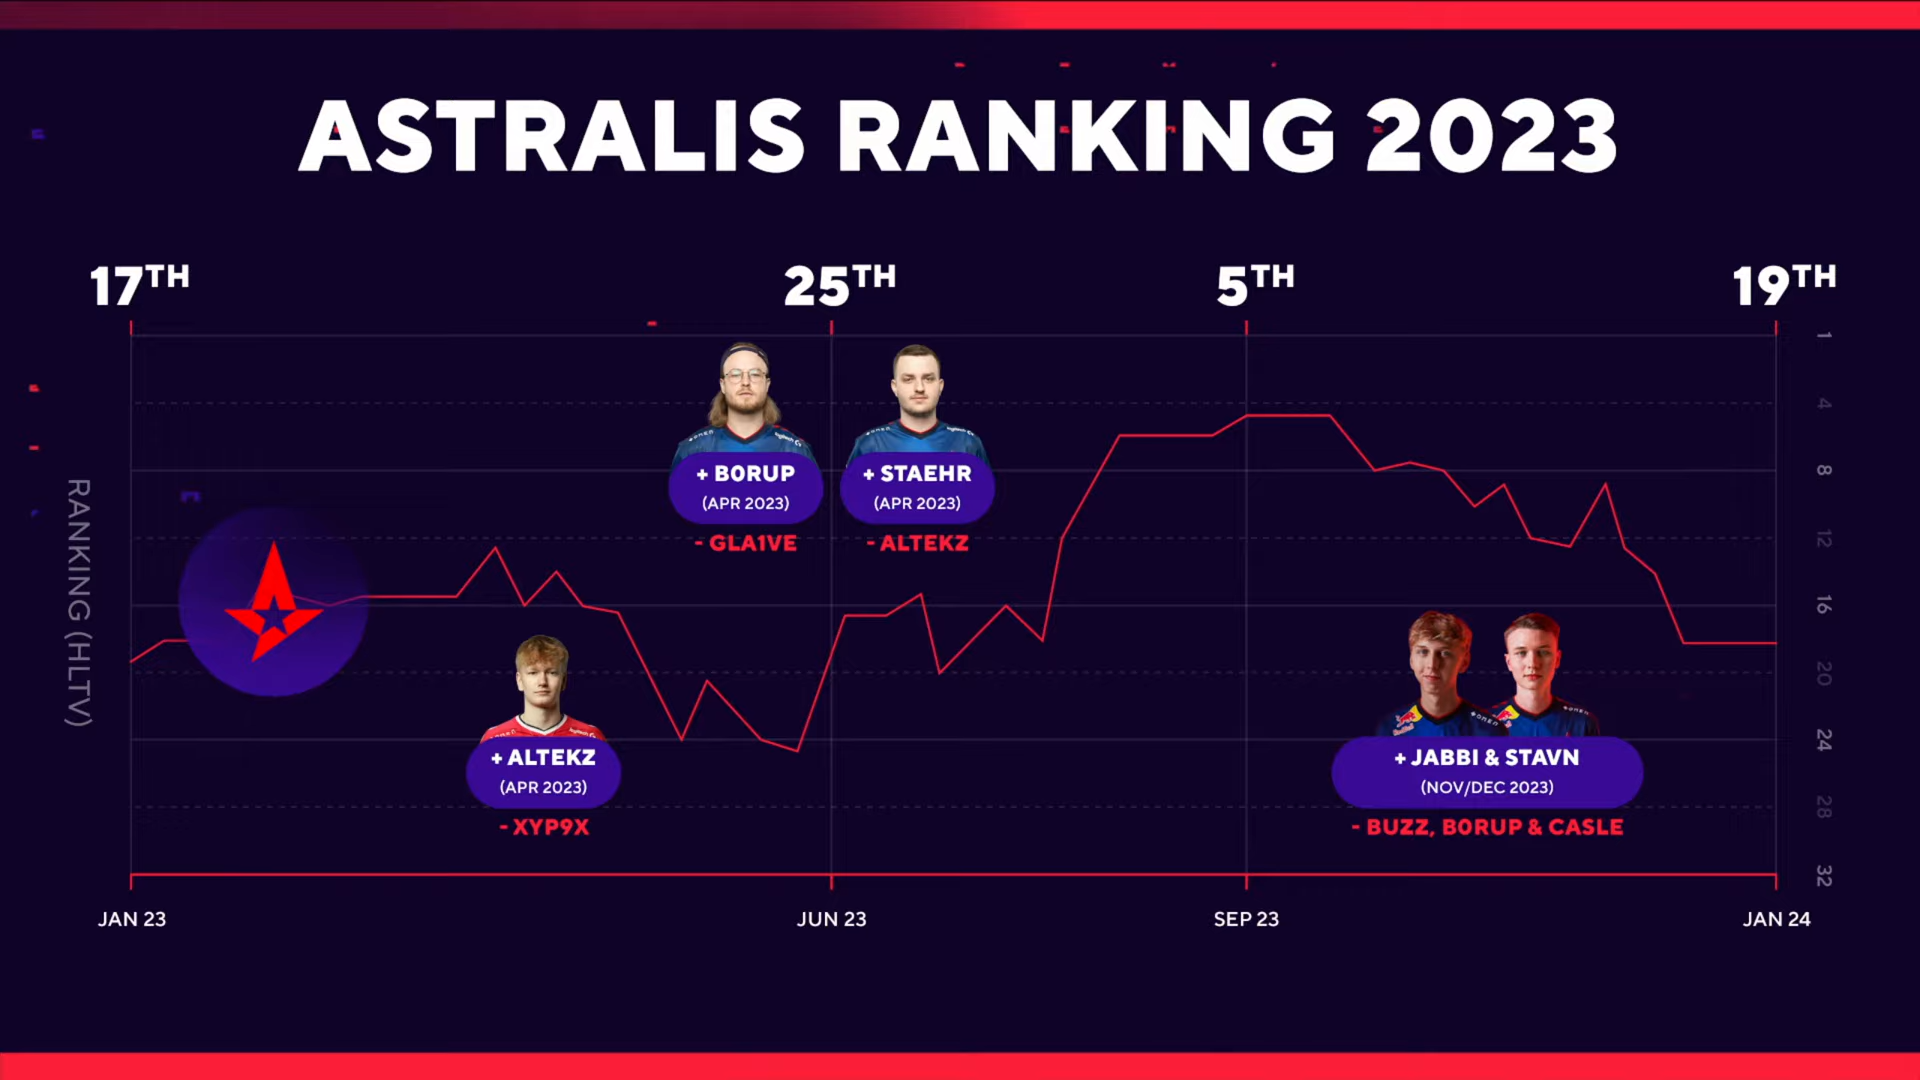 ASTRALIS RANKING 2023
17TH
25TH
5TH
19TH
RANKING (HLTV)
1
4
8
12
16
20
24
28
32
+ B0RUP
(APR 2023)
- GLA1VE
+ STAEHR
(APR 2023)
- ALTEKZ
+ ALTEKZ
(APR 2023)
- XYP9X
+ JABBI & STAVN
(NOV/DEC 2023)
- BUZZ, B0RUP & CASLE
JAN 23
JUN 23
SEP 23
JAN 24